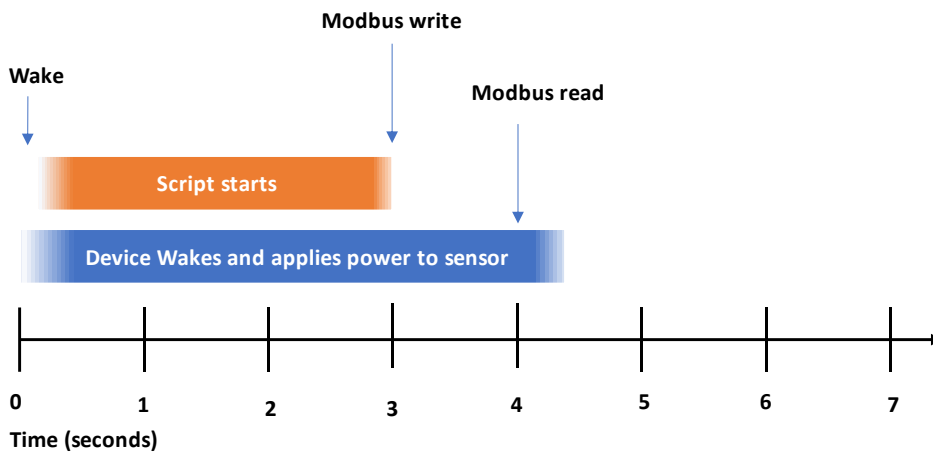 Modbus write
Wake
Modbus read
Script starts
Device Wakes and applies power to sensor
0 1 2 3 4 5 6 7
Time (seconds)